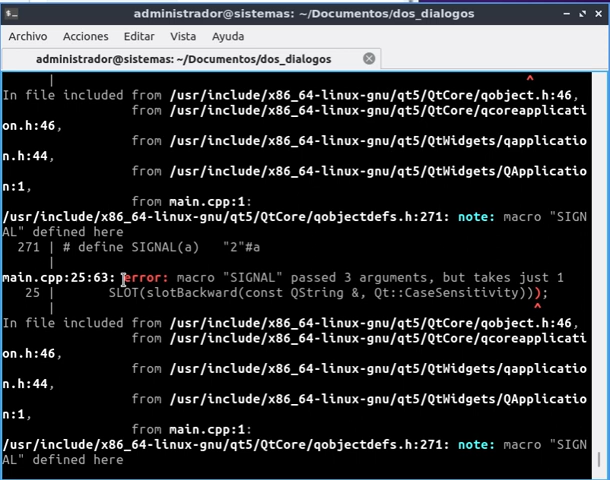 administrador@sistemas: ~/Documentos/dos_dialogos
Archivo Acciones Editar Vista Ayuda
administrador@sistemas: ~/Documentos/dos_dialogos
|                                                               ^
In file included from /usr/include/x86_64-linux-gnu/qt5/QtCore/qobject.h:46,
from /usr/include/x86_64-linux-gnu/qt5/QtCore/qcoreapplicati
on.h:46,
from /usr/include/x86_64-linux-gnu/qt5/QtWidgets/qapplicatio
n.h:44,
from /usr/include/x86_64-linux-gnu/qt5/QtWidgets/QApplicatio
n:1,
from main.cpp:1:
/usr/include/x86_64-linux-gnu/qt5/QtCore/qobjectdefs.h:271: note: macro "SIGN
AL" defined here
271 | # define SIGNAL(a)   "2"#a
|
main.cpp:25:63: error: macro "SIGNAL" passed 3 arguments, but takes just 1
25 |       SLOT(slotBackward(const QString &, Qt::CaseSensitivity)));
|                                                               ^
In file included from /usr/include/x86_64-linux-gnu/qt5/QtCore/qobject.h:46,
from /usr/include/x86_64-linux-gnu/qt5/QtCore/qcoreapplicati
on.h:46,
from /usr/include/x86_64-linux-gnu/qt5/QtWidgets/qapplicatio
n.h:44,
from /usr/include/x86_64-linux-gnu/qt5/QtWidgets/QApplicatio
n:1,
from main.cpp:1:
/usr/include/x86_64-linux-gnu/qt5/QtCore/qobjectdefs.h:271: note: macro "SIGN
AL" defined here